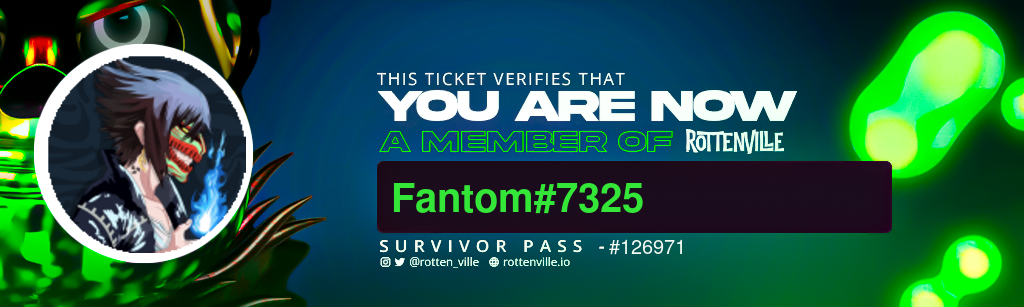 THIS TICKET VERIFIES THAT
YOU ARE NOW
A MEMBER OF ROTTENVILLE
Fantom#7325
SURVIVOR PASS - #126971
@rotten_ville rottenville.io